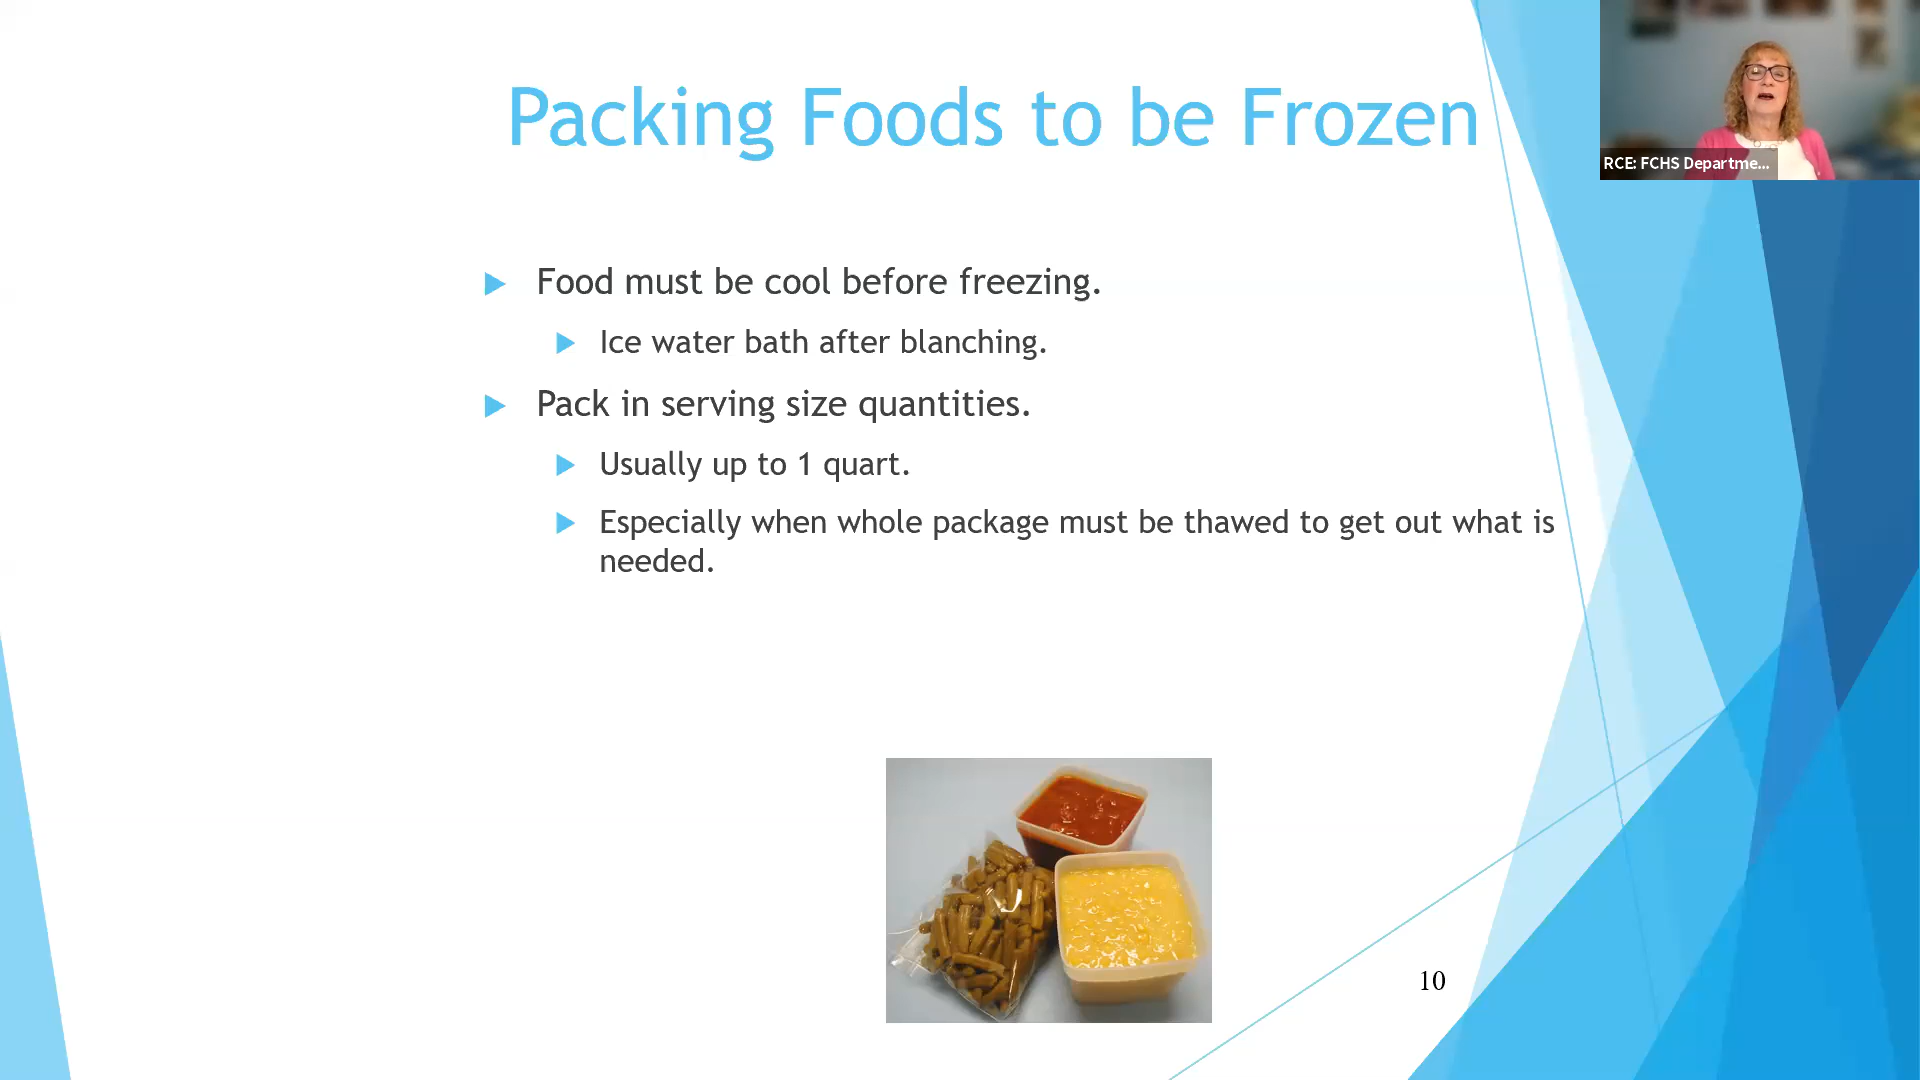 Packing Foods to be Frozen
RCE: FCHS Departme...
Food must be cool before freezing.
Ice water bath after blanching.
Pack in serving size quantities.
Usually up to 1 quart.
Especially when whole package must be thawed to get out what is
needed.
10